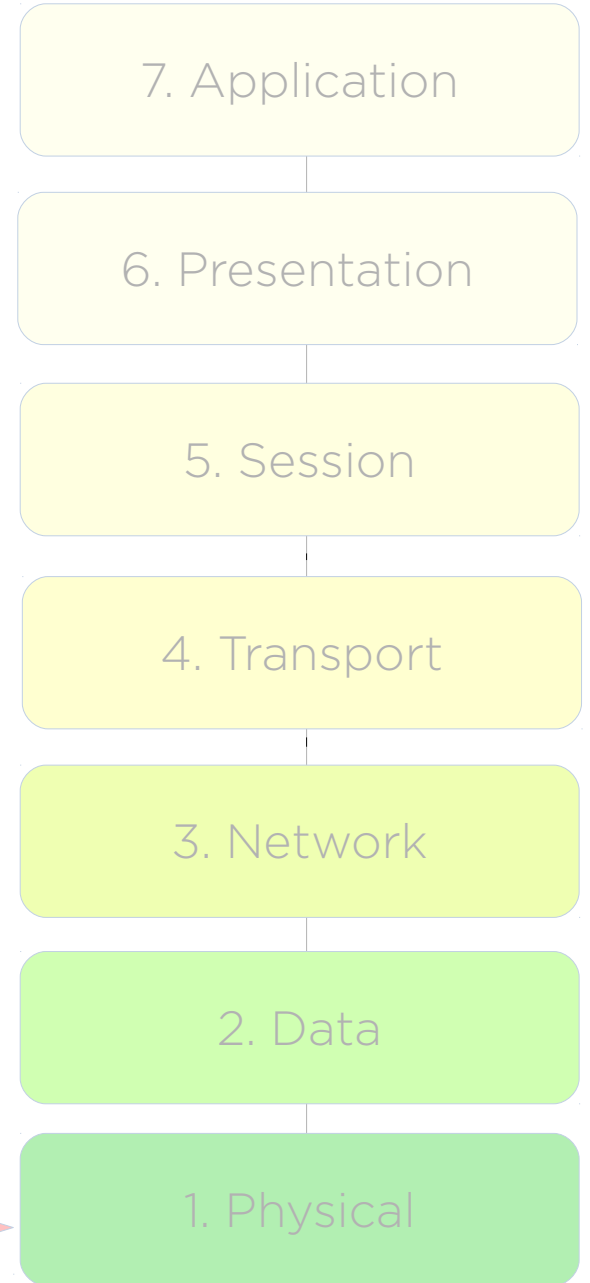 7. Application
6. Presentation
5. Session
4. Transport
3. Network
2. Data
1. Physical